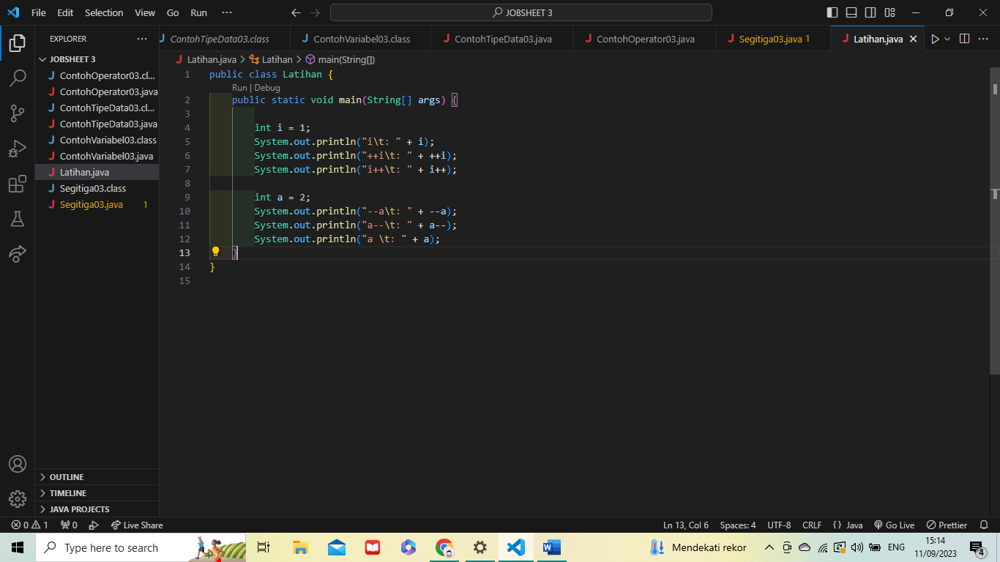 File Edit Selection View Go Run ··· JOBSHEET 3
EXPLORER ···
JOBSHEET 3
ContohOperator03.cl...
ContohOperator03.java
ContohTipeData03.cl...
ContohTipeData03.java
ContohVariabel03.class
ContohVariabel03.java
Latihan.java
Segitiga03.class
Segitiga03.java 1
OUTLINE
TIMELINE
JAVA PROJECTS
ContohTipeData03.class ContohVariabel03.class ContohTipeData03.java ContohOperator03.java Segitiga03.java 1 Latihan.java
Latihan.java > Latihan > main(String[])
1 public class Latihan {
Run | Debug
2 public static void main(String[] args) {
3
4 int i = 1;
5 System.out.println("i\t: " + i);
6 System.out.println("++i\t: " + ++i);
7 System.out.println("i++\t: " + i++);
8
9 int a = 2;
10 System.out.println("--a\t: " + --a);
11 System.out.println("a--\t: " + a--);
12 System.out.println("a \t: " + a);
13 }
14 }
15
0 1 0 Live Share Ln 13, Col 6 Spaces: 4 UTF-8 CRLF {} Java Go Live Prettier
Type here to search Mendekati rekor ENG 15:14
11/09/2023 4